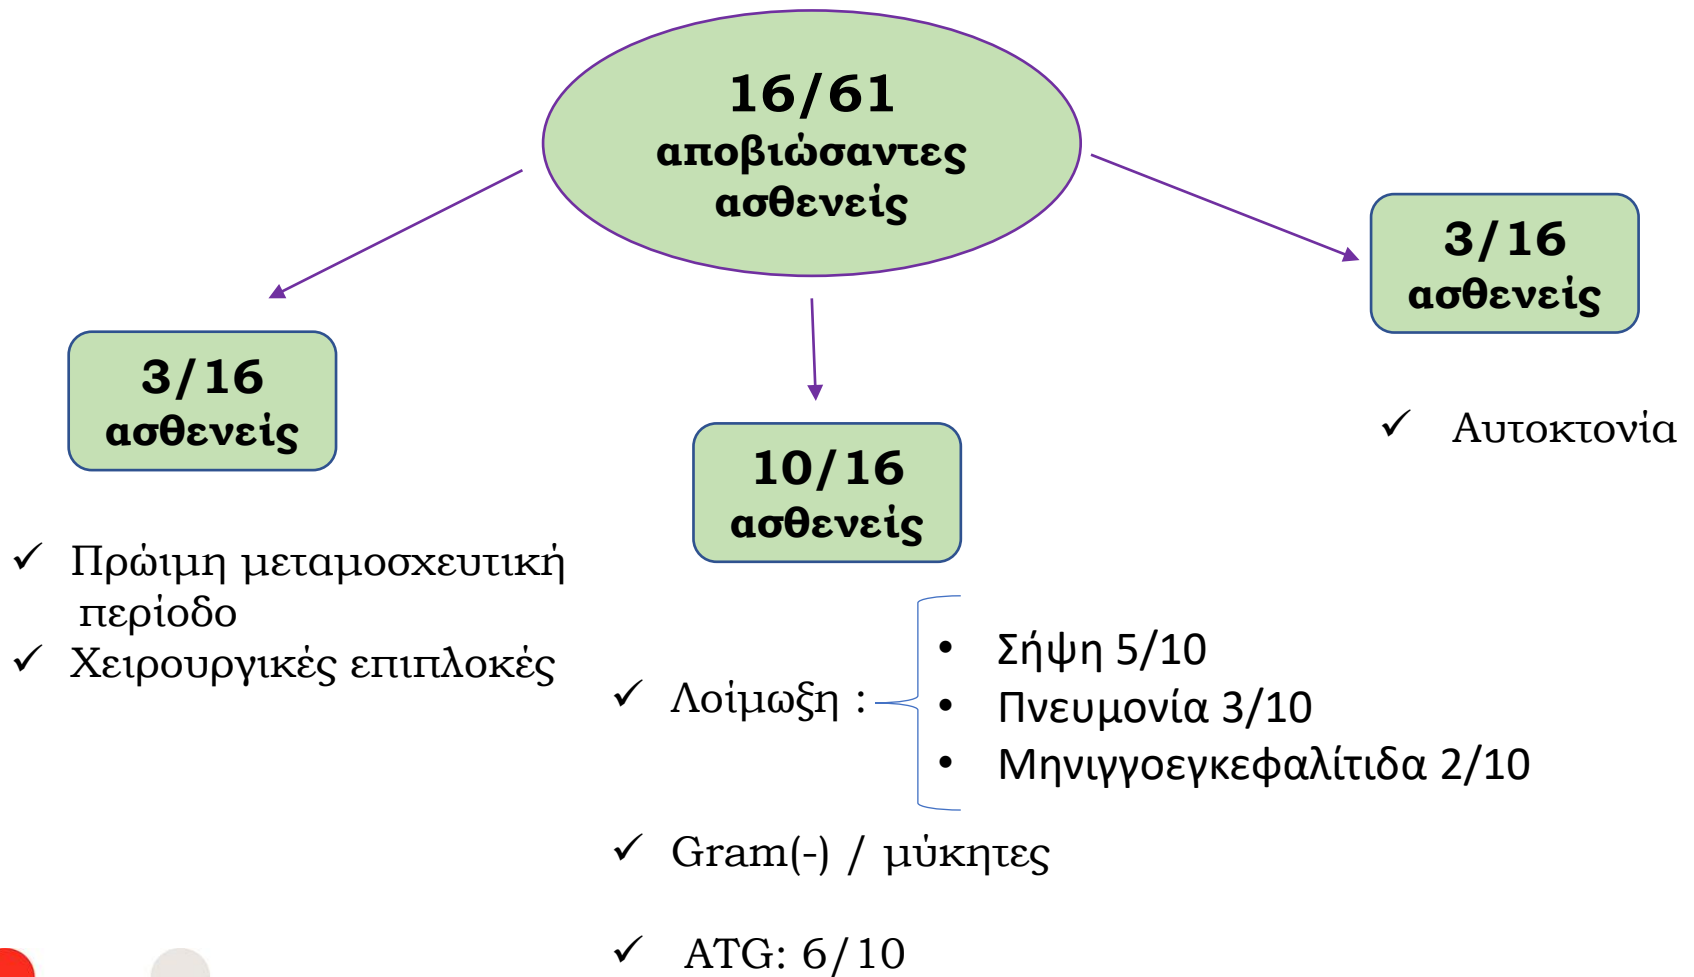 16/61
αποβιώσαντες
ασθενείς
3/16
ασθενείς
✓ Πρώιμη μεταμοσχευτική
περίοδο
✓ Χειρουργικές επιπλοκές
10/16
ασθενείς
✓ Λοίμωξη :
• Σήψη 5/10
• Πνευμονία 3/10
• Μηνιγγοεγκεφαλίτιδα 2/10
✓ Gram(-) / μύκητες
✓ ATG: 6/10
3/16
ασθενείς
✓ Αυτοκτονία